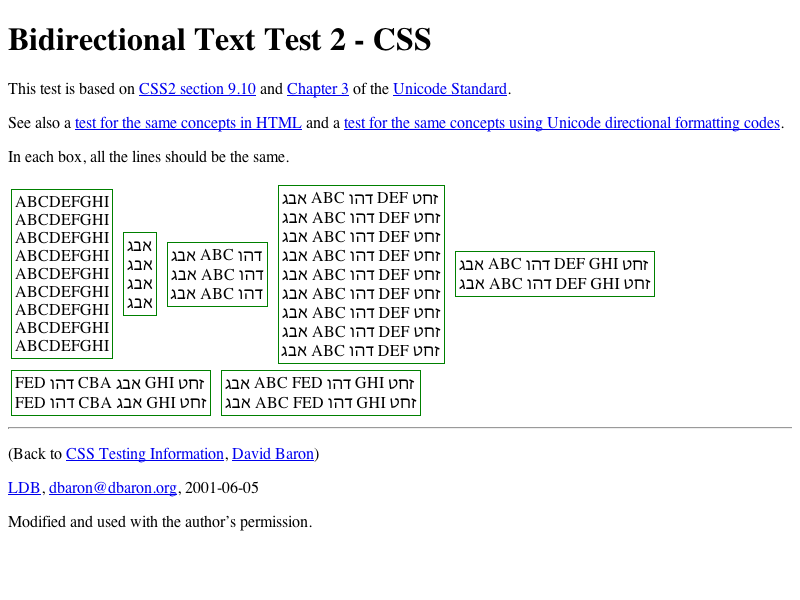 Bidirectional Text Test 2 - CSS
This test is based on CSS2 section 9.10 and Chapter 3 of the Unicode Standard.
See also a test for the same concepts in HTML and a test for the same concepts using Unicode directional formatting codes.
In each box, all the lines should be the same.
ABCDEFGHI
ABCDEFGHI
ABCDEFGHI
ABCDEFGHI
ABCDEFGHI
ABCDEFGHI
ABCDEFGHI
ABCDEFGHI
ABCDEFGHI
אבג
אבג
אבג
אבג
אבג ABC דהו
אבג ABC דהו
אבג ABC דהו
אבג ABC דהו DEF זחט
אבג ABC דהו DEF זחט
אבג ABC דהו DEF זחט
אבג ABC דהו DEF זחט
אבג ABC דהו DEF זחט
אבג ABC דהו DEF זחט
אבג ABC דהו DEF זחט
אבג ABC דהו DEF זחט
אבג ABC דהו DEF זחט
אבג ABC דהו DEF GHI זחט
אבג ABC דהו DEF GHI זחט
FED דהו CBA אבג GHI זחט
FED דהו CBA אבג GHI זחט
אבג ABC FED דהו GHI זחט
אבג ABC FED דהו GHI זחט
(Back to CSS Testing Information, David Baron)
LDB, dbaron@dbaron.org, 2001-06-05
Modified and used with the author’s permission.